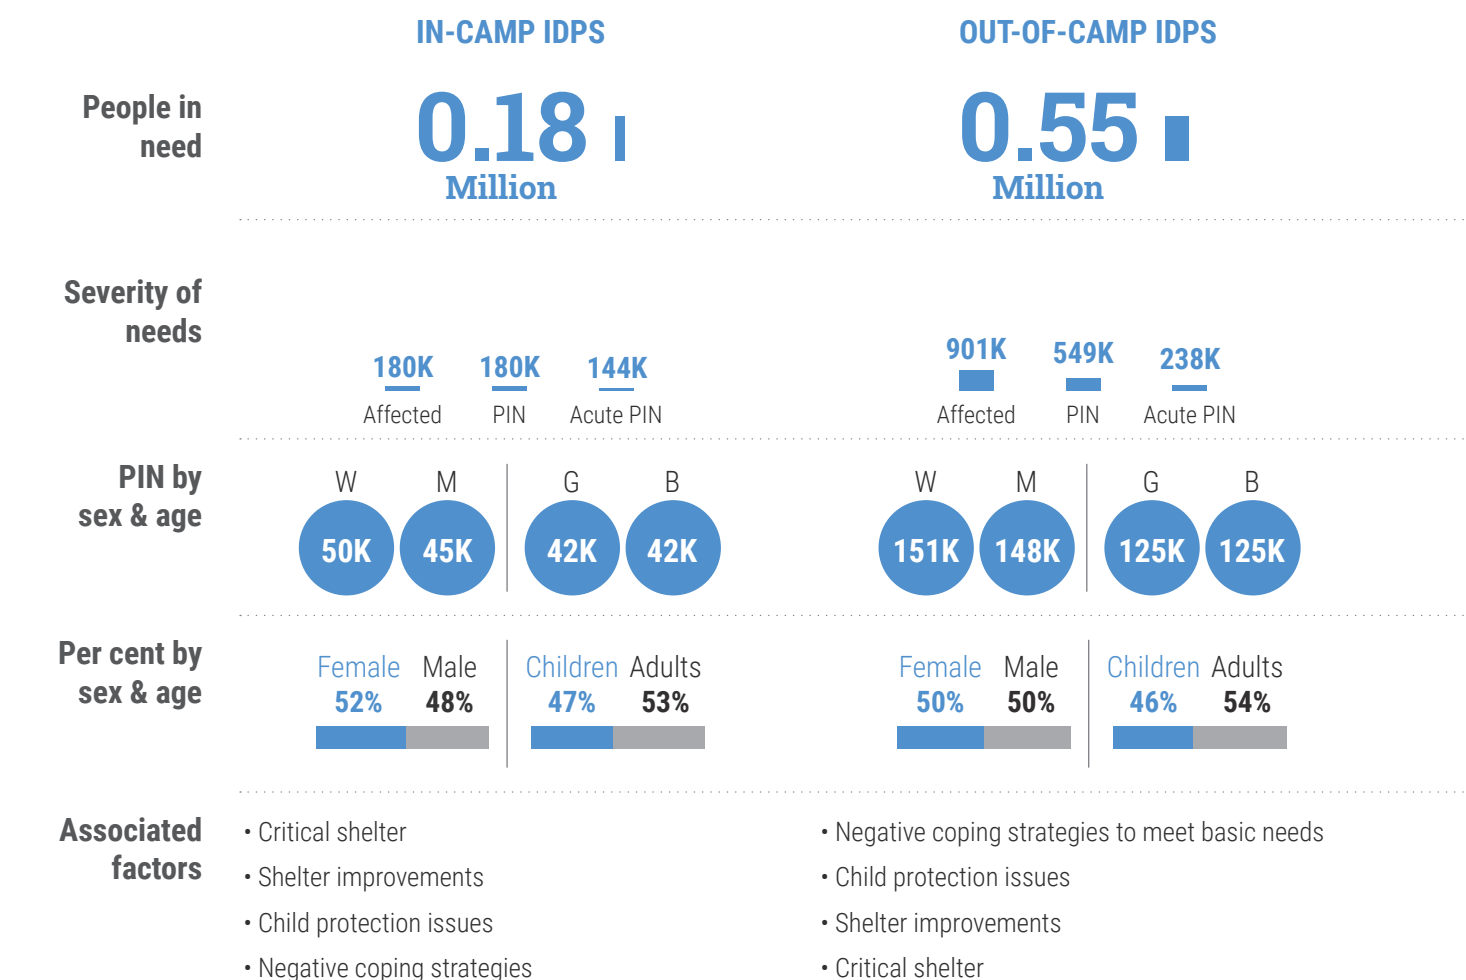 IN-CAMP IDPS
OUT-OF-CAMP IDPS
People in
need
0.18
Million
0.55
Million
Severity of
needs
180K
180K
144K
Affected
PIN
Acute PIN
901K
549K
238K
Affected
PIN
Acute PIN
PIN by
sex & age
W
M
G
B
50K
45K
42K
42K
W
M
G
B
151K
148K
125K
125K
Per cent by
sex & age
Female
Male
Children
Adults
52%
48%
47%
53%
Female
Male
Children
Adults
50%
50%
46%
54%
Associated
factors
• Critical shelter
• Shelter improvements
• Child protection issues
• Negative coping strategies
• Negative coping strategies to meet basic needs
• Child protection issues
• Shelter improvements
• Critical shelter